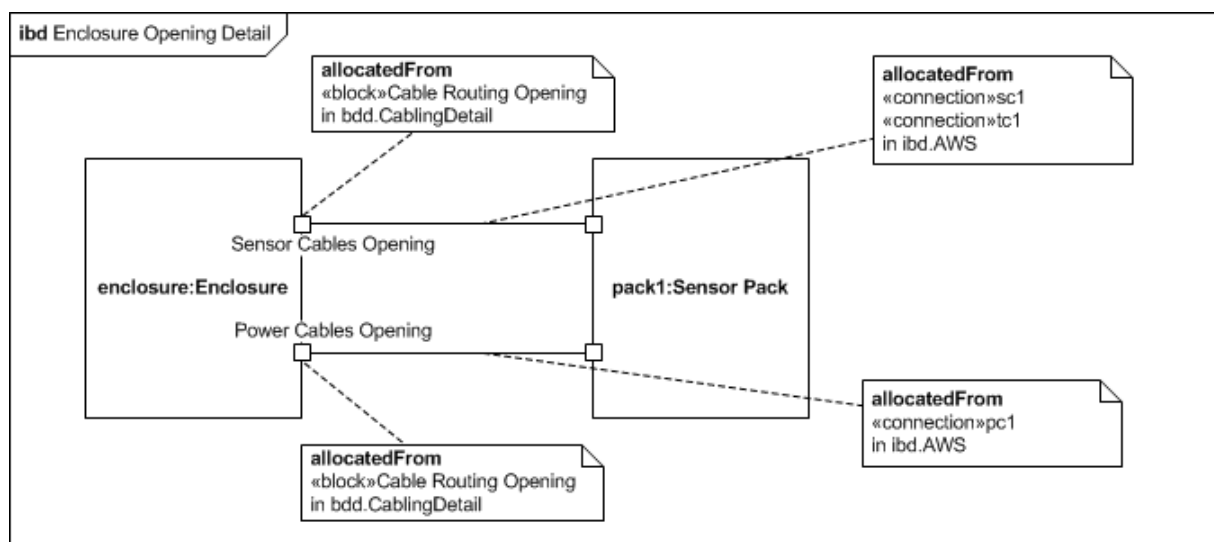 ibd Enclosure Opening Detail
allocatedFrom
«block»Cable Routing Opening
in bdd.CablingDetail
allocatedFrom
«connection»sc1
«connection»tc1
in ibd.AWS
Sensor Cables Opening
enclosure:Enclosure
pack1:Sensor Pack
Power Cables Opening
allocatedFrom
«connection»pc1
in ibd.AWS
allocatedFrom
«block»Cable Routing Opening
in bdd.CablingDetail